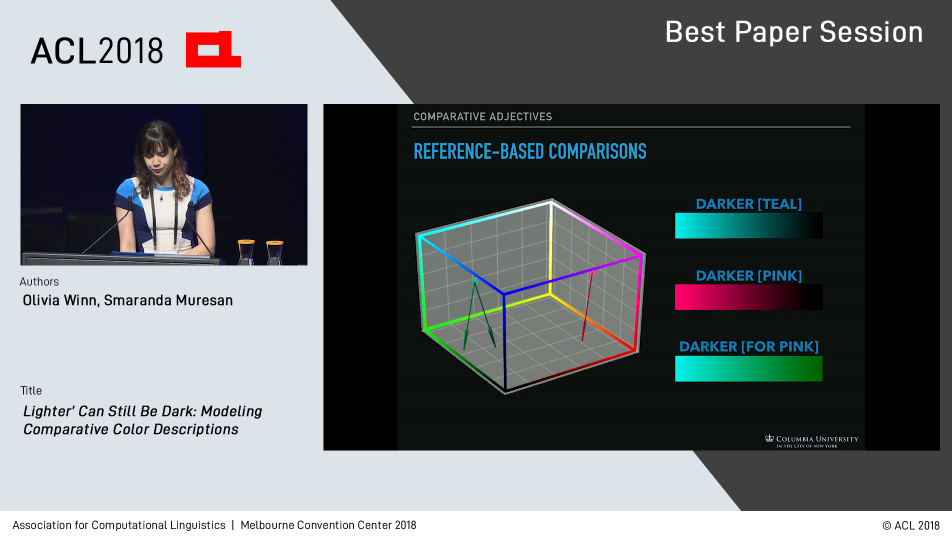 ACL2018
Best Paper Session
COMPARATIVE ADJECTIVES
REFERENCE-BASED COMPARISONS
DARKER [TEAL]
DARKER [PINK]
DARKER [FOR PINK]
COLUMBIA UNIVERSITY
IN THE CITY OF NEW YORK
Authors
Olivia Winn, Smaranda Muresan
Title
Lighter’ Can Still Be Dark: Modeling
Comparative Color Descriptions
Association for Computational Linguistics | Melbourne Convention Center 2018
© ACL 2018